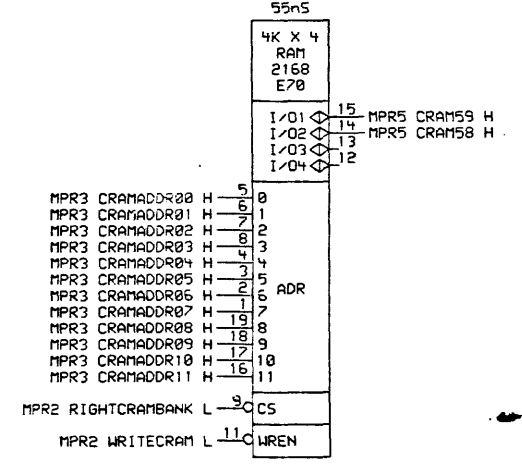 55nS
4K X 4
RAM
2168
E70
I/O1 15 MPR5 CRAM59 H
I/O2 14 MPR5 CRAM58 H
I/O3 13
I/O4 12
MPR3 CRAMADDR00 H 5 0
MPR3 CRAMADDR01 H 6 1
MPR3 CRAMADDR02 H 7 2
MPR3 CRAMADDR03 H 8 3
MPR3 CRAMADDR04 H 4 4
MPR3 CRAMADDR05 H 3 5
ADR
MPR3 CRAMADDR06 H 2 6
MPR3 CRAMADDR07 H 1 7
MPR3 CRAMADDR08 H 19 8
MPR3 CRAMADDR09 H 18 9
MPR3 CRAMADDR10 H 17 10
MPR3 CRAMADDR11 H 16 11
MPR2 RIGHTCRAMBANK L 9 CS
MPR2 WRITECRAM L 11 WREN